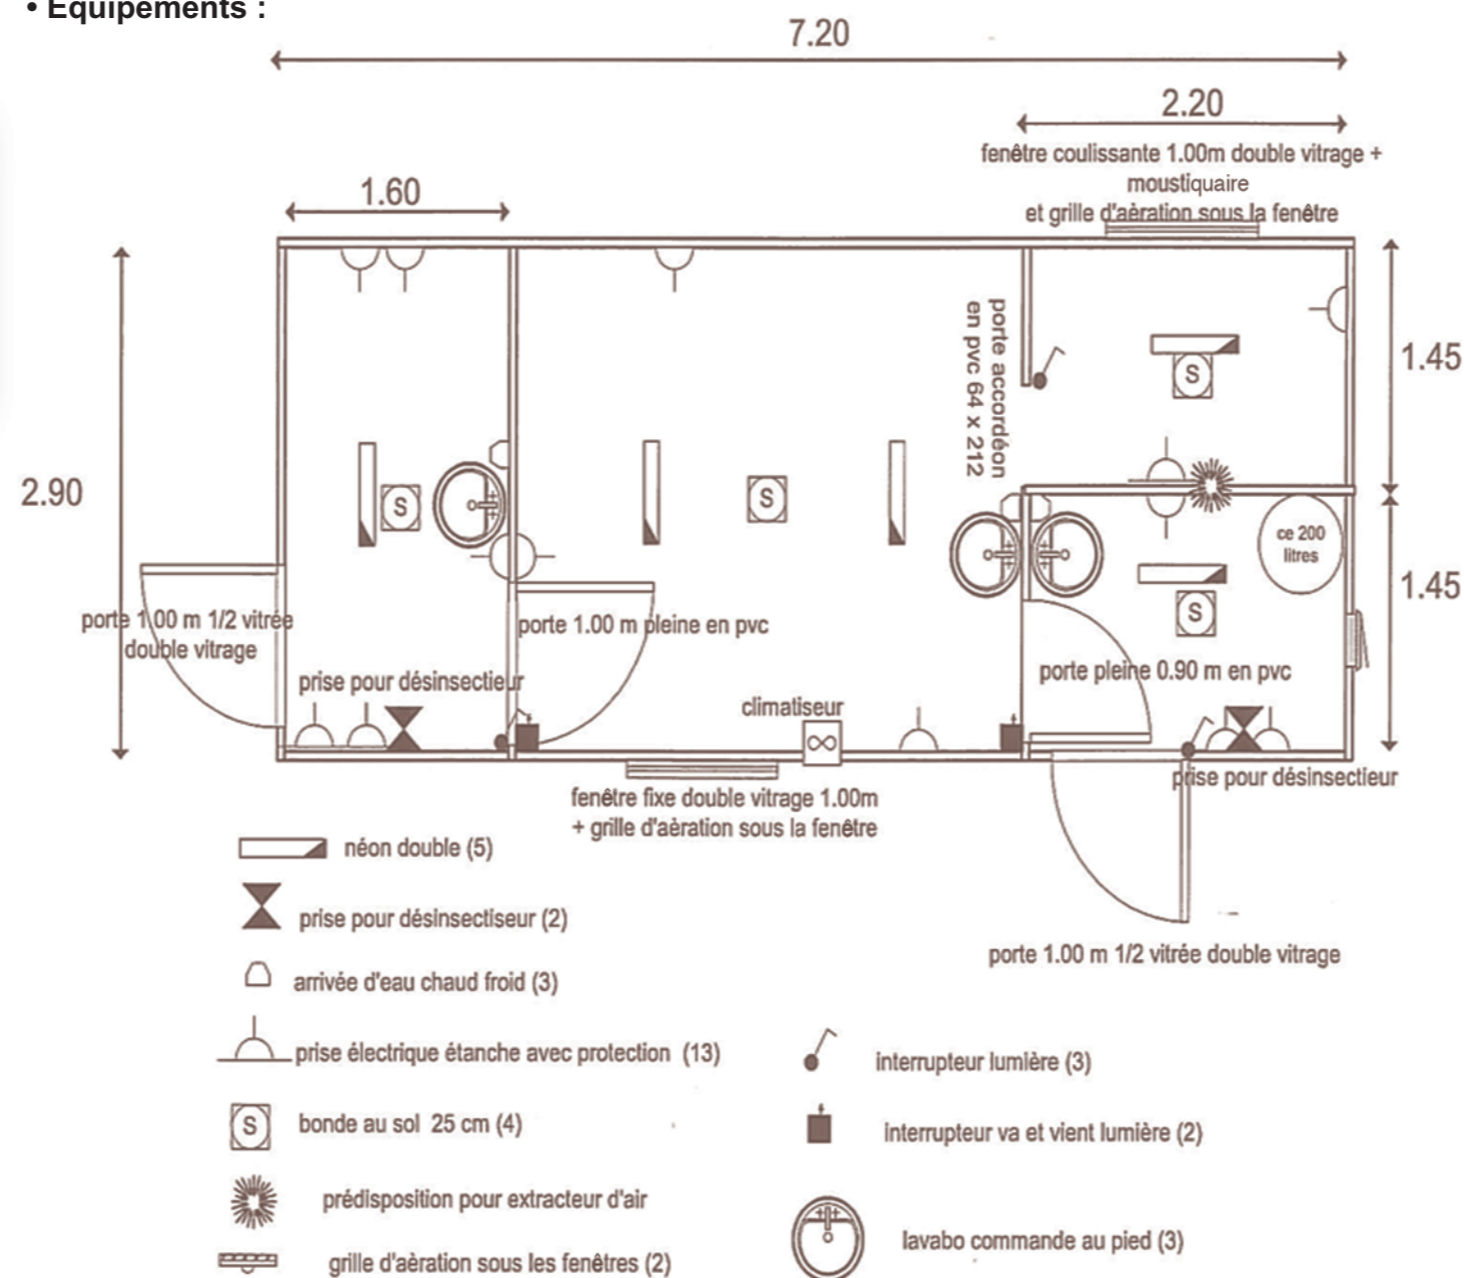 • Equipements :
7.20
2.20
fenêtre coulissante 1.00m double vitrage +
moustiquaire
et grille d'aèration sous la fenêtre
1.60
porte accordéon
en pvc 64 x 212
S
1.45
2.90
S
S
ce 200
litres
S
1.45
porte 1.00 m 1/2 vitrée
double vitrage
porte 1.00 m pleine en pvc
porte pleine 0.90 m en pvc
prise pour désinsectieur
climatiseur
prise pour désinsectieur
fenêtre fixe double vitrage 1.00m
+ grille d'aèration sous la fenêtre
néon double (5)
prise pour désinsectiseur (2)
porte 1.00 m 1/2 vitrée double vitrage
arrivée d'eau chaud froid (3)
prise électrique étanche avec protection (13)
interrupteur lumière (3)
S
bonde au sol 25 cm (4)
interrupteur va et vient lumière (2)
prédisposition pour extracteur d'air
lavabo commande au pied (3)
grille d'aèration sous les fenêtres (2)